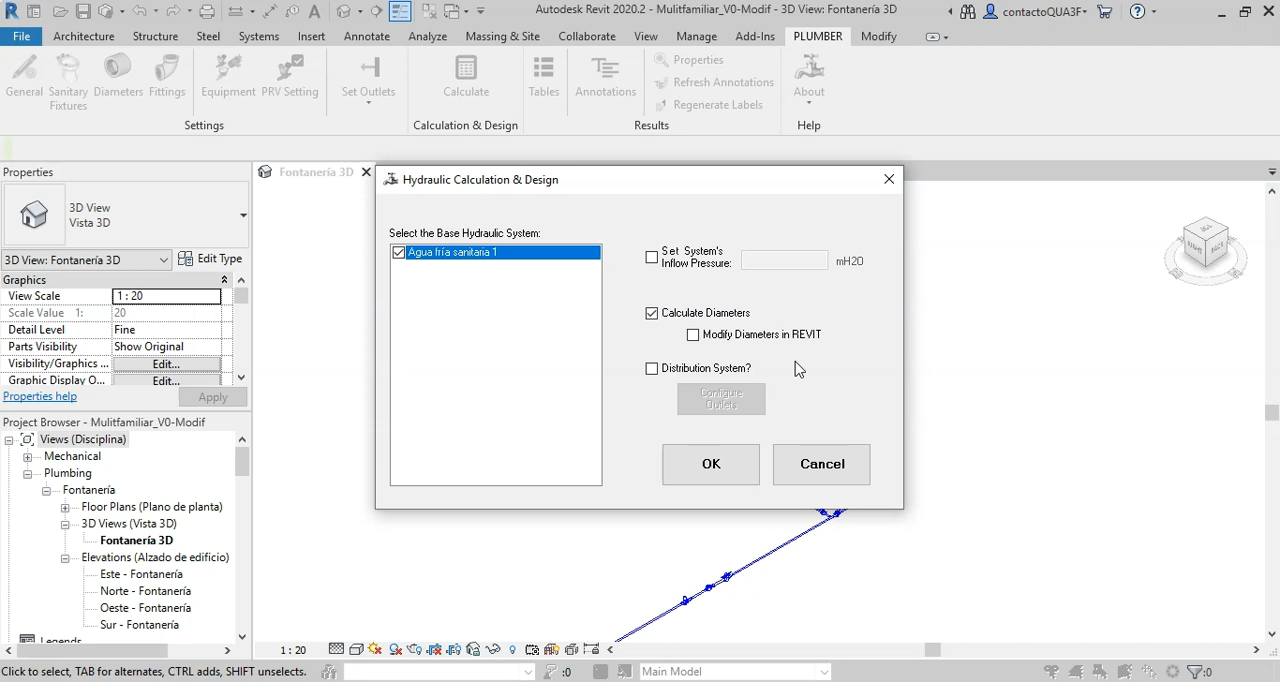 Autodesk Revit 2020.2 - Mulitfamiliar_V0-Modif - 3D View: Fontanería 3D
contactoQUA3F
File Architecture Structure Steel Systems Insert Annotate Analyze Massing & Site Collaborate View Manage Add-Ins PLUMBER Modify
General
Sanitary
Fixtures
Diameters
Fittings
Equipment
PRV Setting
Set Outlets
Calculate
Tables
Annotations
Properties
Refresh Annotations
Regenerate Labels
About
Settings
Calculation & Design
Results
Help
Properties
3D View
Vista 3D
3D View: Fontanería 3D
Edit Type
Graphics
View Scale 1 : 20
Scale Value 1: 20
Detail Level Fine
Parts Visibility Show Original
Visibility/Graphics ... Edit...
Graphic Display O... Edit...
Properties help
Apply
Project Browser - Mulitfamiliar_V0-Modif
Views (Disciplina)
Mechanical
Plumbing
Fontanería
Floor Plans (Plano de planta)
3D Views (Vista 3D)
Fontanería 3D
Elevations (Alzado de edificio)
Este - Fontanería
Norte - Fontanería
Oeste - Fontanería
Sur - Fontanería
Legends
Fontanería 3D
Hydraulic Calculation & Design
Select the Base Hydraulic System:
Agua fría sanitaria 1
Set System's
Inflow Pressure:
mH20
Calculate Diameters
Modify Diameters in REVIT
Distribution System?
Configure
Outlets
OK
Cancel
1 : 20
Click to select, TAB for alternates, CTRL adds, SHIFT unselects.
:0
Main Model
:0